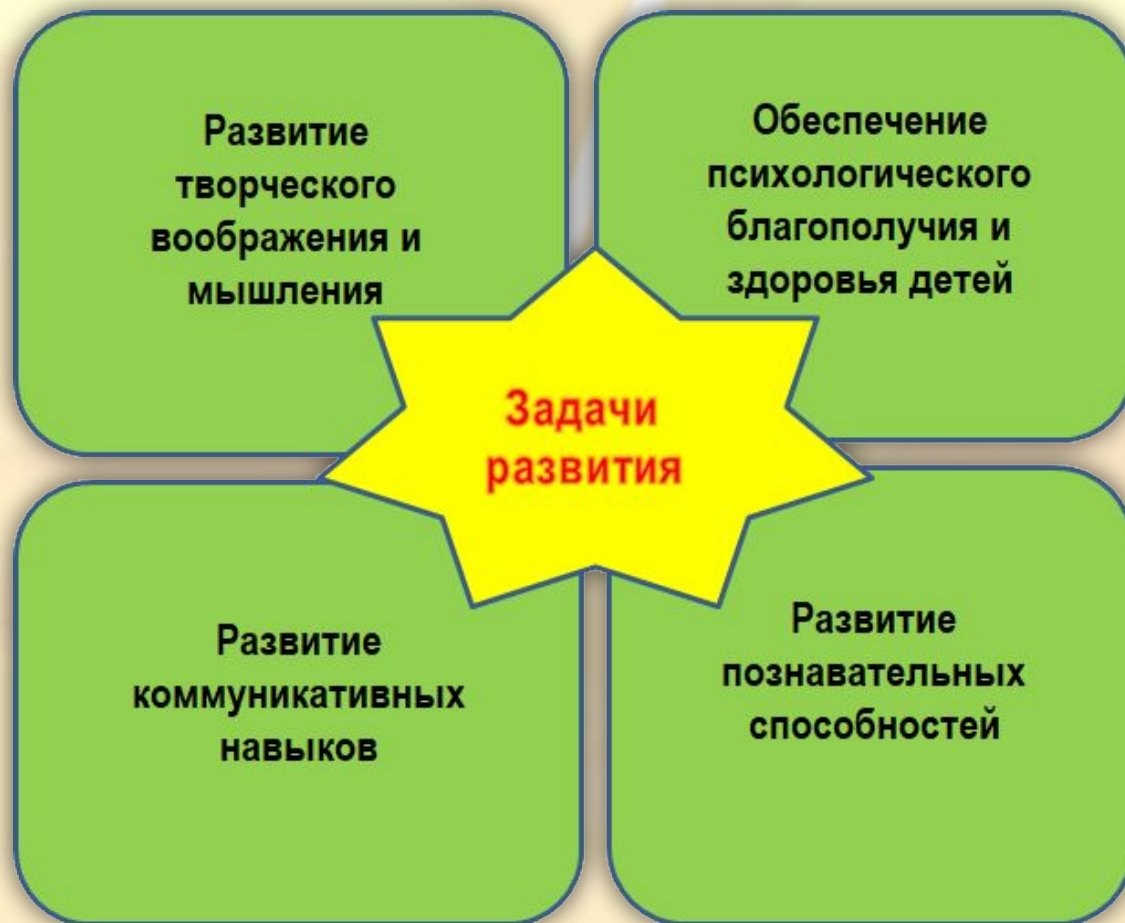 Развитие
творческого
воображения и
мышления
Обеспечение
психологического
благополучия и
здоровья детей
Задачи
развития
Развитие
коммуникативных
навыков
Развитие
познавательных
способностей